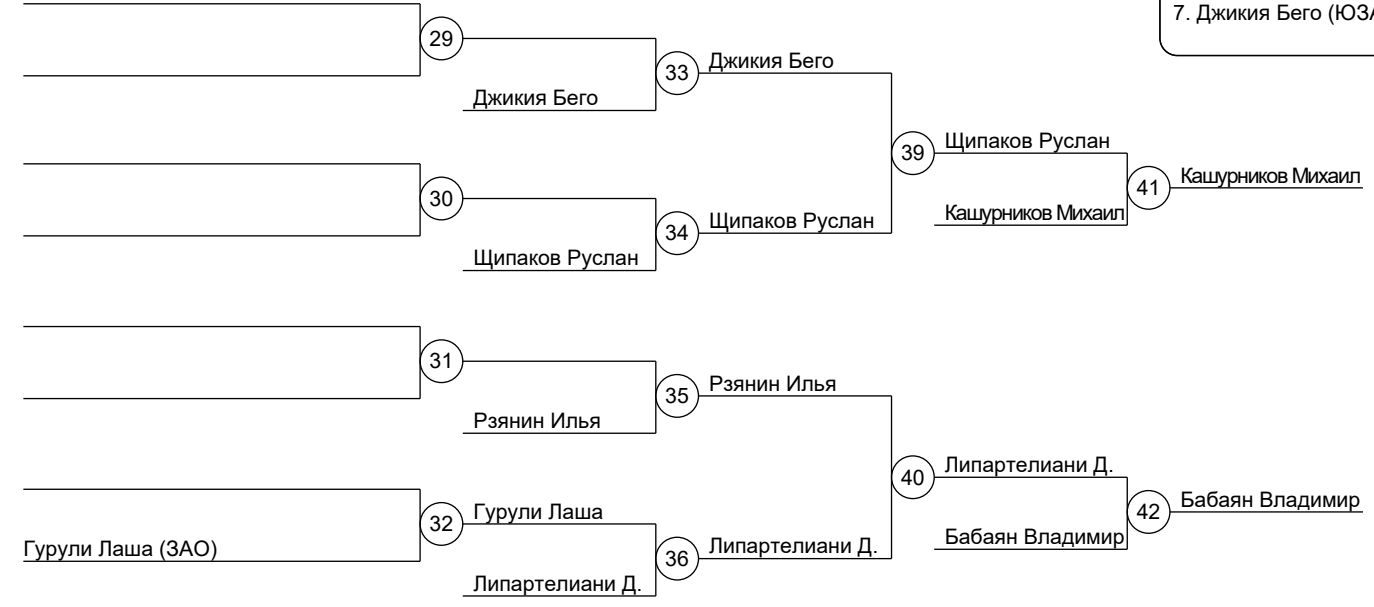 7. Джикия Бего (ЮЗА
29
Джикия Бего
33
Джикия Бего
30
Щипаков Руслан
34
Щипаков Руслан
39
Щипаков Руслан
Кашурников Михаил
41
Кашурников Михаил
31
Рзянин Илья
35
Рзянин Илья
Гурули Лаша (ЗАО)
32
Гурули Лаша
Липартелиани Д.
36
Липартелиани Д.
40
Липартелиани Д.
Бабаян Владимир
42
Бабаян Владимир